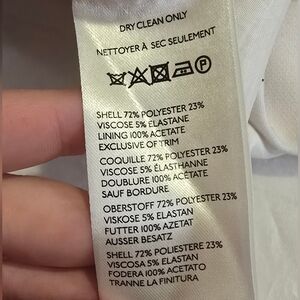 DRY CLEAN ONLY
NETTOYER À SEC SEULEMENT
P
SHELL 72% POLYESTER 23%
VISCOSE 5% ELASTANE
LINING 100% ACETATE
EXCLUSIVE OF TRIM
COQUILLE 72% POLYESTER 23%
VISCOSE 5% ÉLASTHANNE
DOUBLURE 100% ACÉTATE
SAUF BORDURE
OBERSTOFF 72% POLYESTER 23%
VISKOSE 5% ELASTAN
FUTTER 100% AZETAT
AUSSER BESATZ
SHELL 72% POLIESTERE 23%
VISCOSA 5% ELASTAN
FODERA 100% ACETATO
TRANNE LA FINITURA